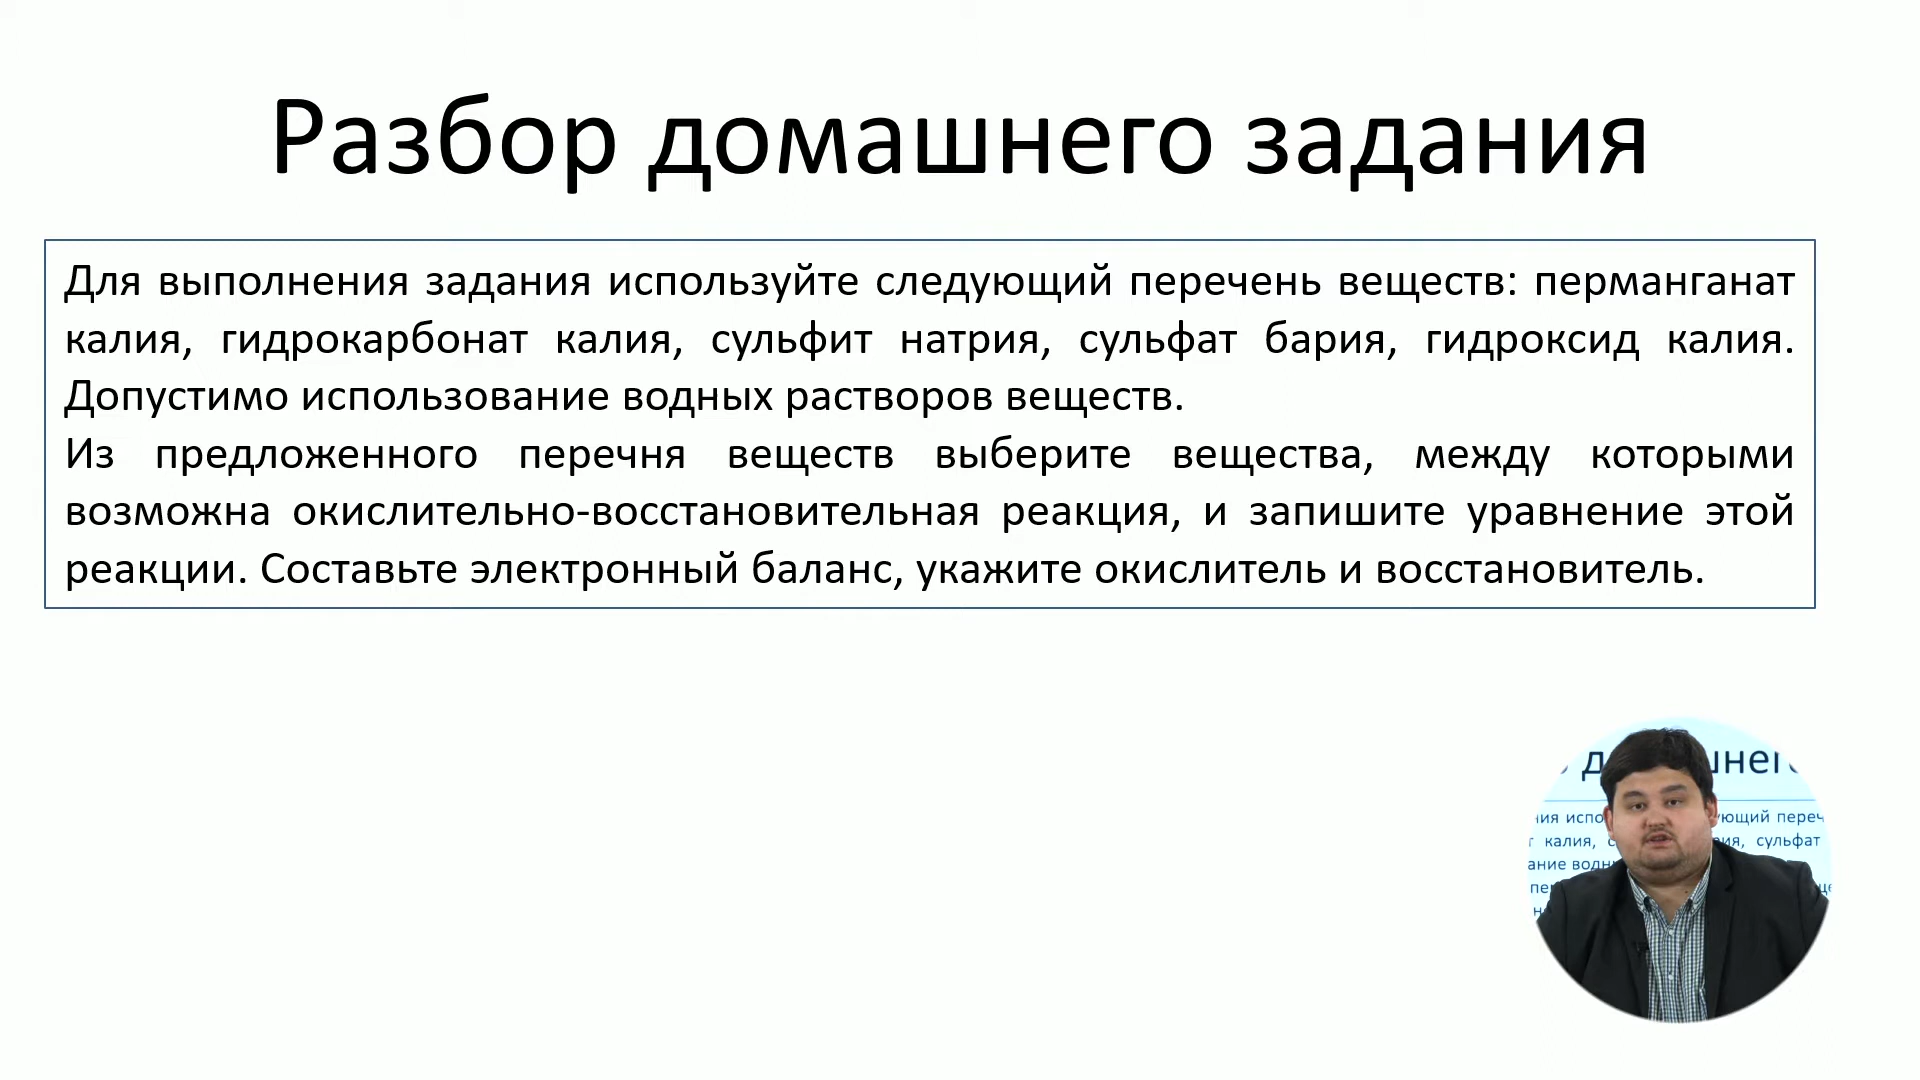 Разбор домашнего задания
Для выполнения задания используйте следующий перечень веществ: перманганат
калия, гидрокарбонат калия, сульфит натрия, сульфат бария, гидроксид калия.
Допустимо использование водных растворов веществ.
Из предложенного перечня веществ выберите вещества, между которыми
возможна окислительно-восстановительная реакция, и запишите уравнение этой
реакции. Составьте электронный баланс, укажите окислитель и восстановитель.